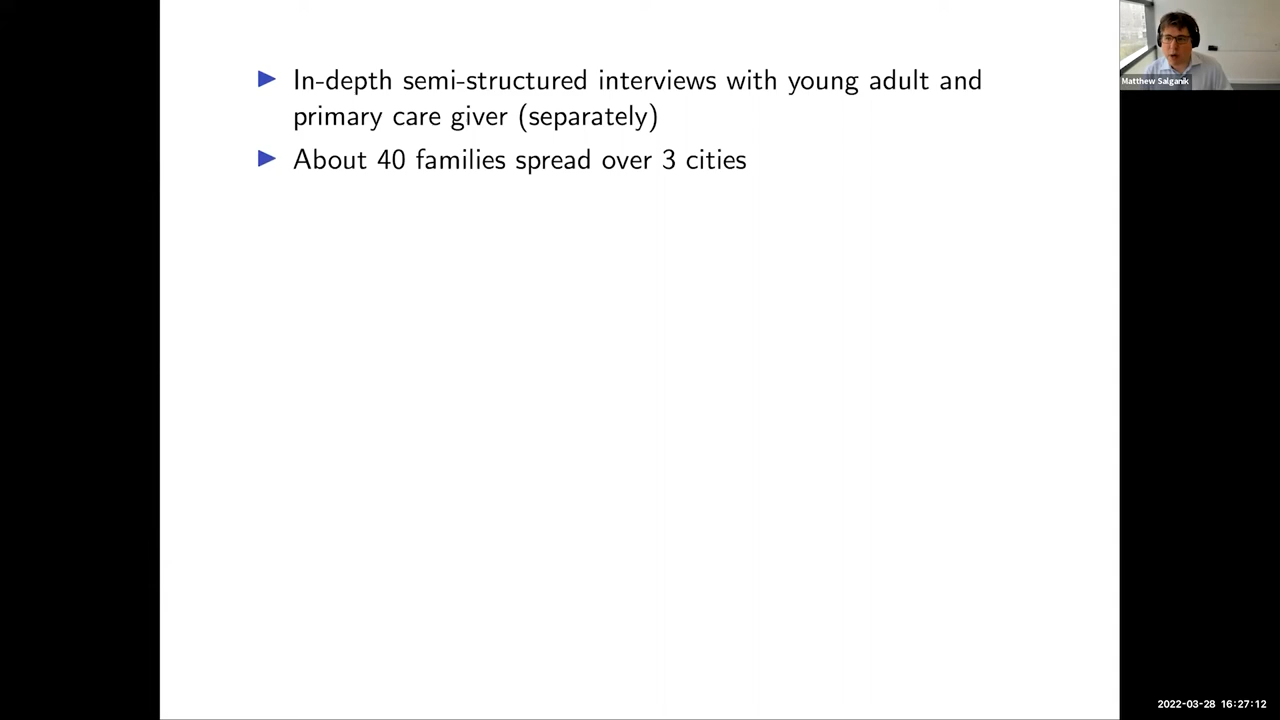 In-depth semi-structured interviews with young adult and
primary care giver (separately)
About 40 families spread over 3 cities
Matthew Salganik
2022-03-28 16:27:12